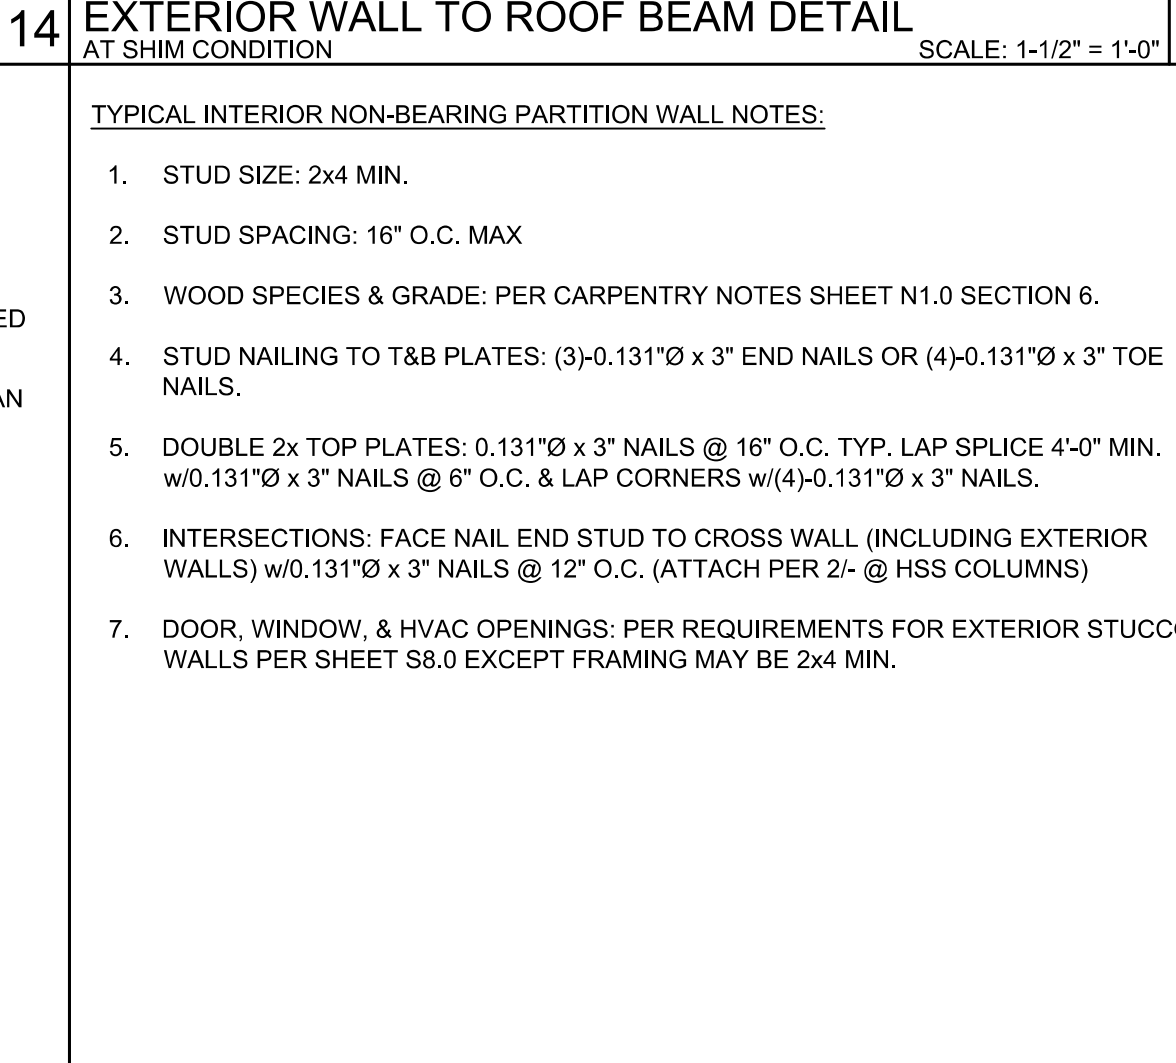 14
EXTERIOR WALL TO ROOF BEAM DETAIL
AT SHIM CONDITION
SCALE: 1-1/2" = 1'-0"
TYPICAL INTERIOR NON-BEARING PARTITION WALL NOTES:
1. STUD SIZE: 2x4 MIN.
2. STUD SPACING: 16" O.C. MAX
3. WOOD SPECIES & GRADE: PER CARPENTRY NOTES SHEET N1.0 SECTION 6.
ED
4. STUD NAILING TO T&B PLATES: (3)-0.131"Ø x 3" END NAILS OR (4)-0.131"Ø x 3" TOE
NAILS.
AN
5. DOUBLE 2x TOP PLATES: 0.131"Ø x 3" NAILS @ 16" O.C. TYP. LAP SPLICE 4'-0" MIN.
w/0.131"Ø x 3" NAILS @ 6" O.C. & LAP CORNERS w/(4)-0.131"Ø x 3" NAILS.
6. INTERSECTIONS: FACE NAIL END STUD TO CROSS WALL (INCLUDING EXTERIOR
WALLS) w/0.131"Ø x 3" NAILS @ 12" O.C. (ATTACH PER 2/- @ HSS COLUMNS)
7. DOOR, WINDOW, & HVAC OPENINGS: PER REQUIREMENTS FOR EXTERIOR STUCCO
WALLS PER SHEET S8.0 EXCEPT FRAMING MAY BE 2x4 MIN.